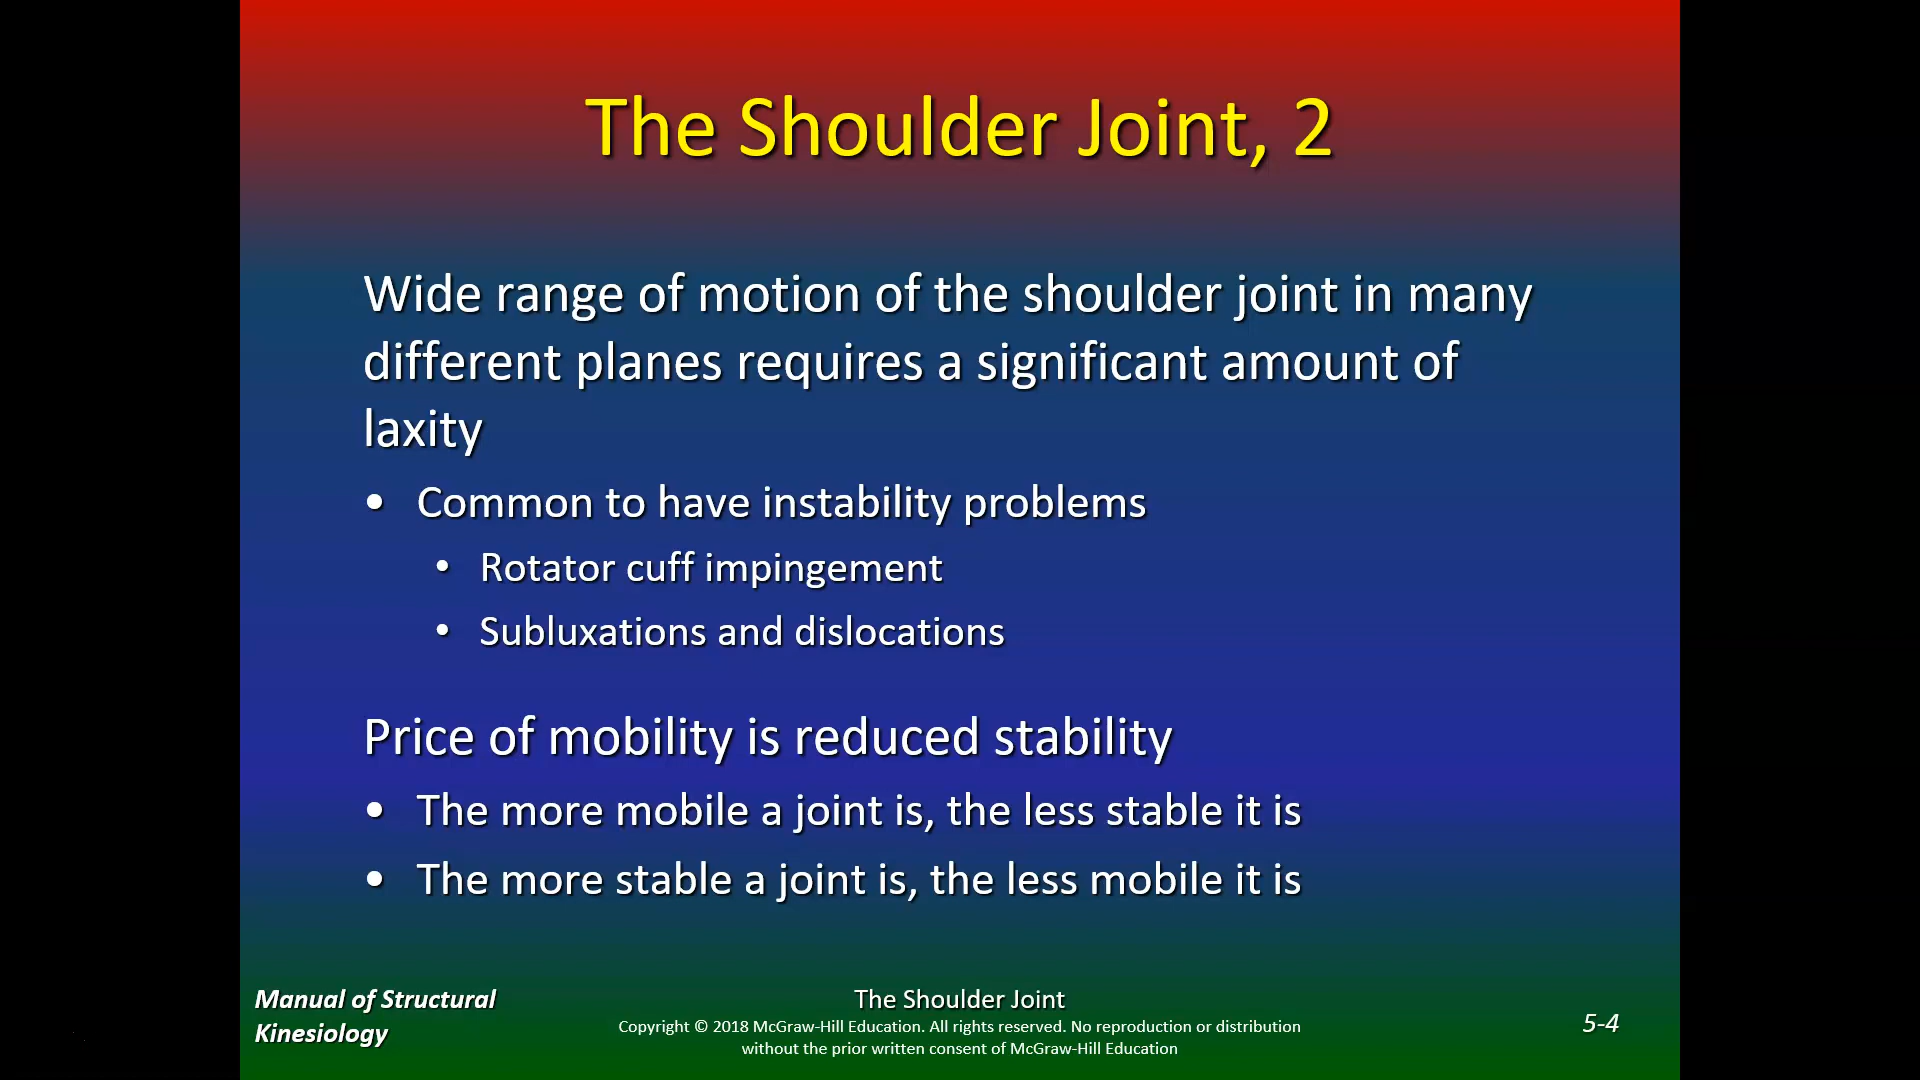 The Shoulder Joint, 2
Wide range of motion of the shoulder joint in many
different planes requires a significant amount of
laxity
• Common to have instability problems
• Rotator cuff impingement
• Subluxations and dislocations
Price of mobility is reduced stability
• The more mobile a joint is, the less stable it is
• The more stable a joint is, the less mobile it is
Manual of Structural
Kinesiology
The Shoulder Joint
Copyright © 2018 McGraw-Hill Education. All rights reserved. No reproduction or distribution
without the prior written consent of McGraw-Hill Education
5-4